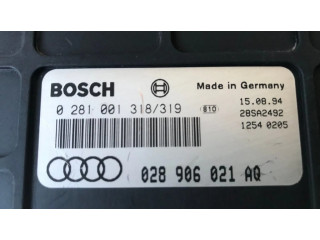 BOSCH
Made in Germany
0 281 001 318/319
610
15.08.94
28SA2492
1254 0205
028 906 021 AQ